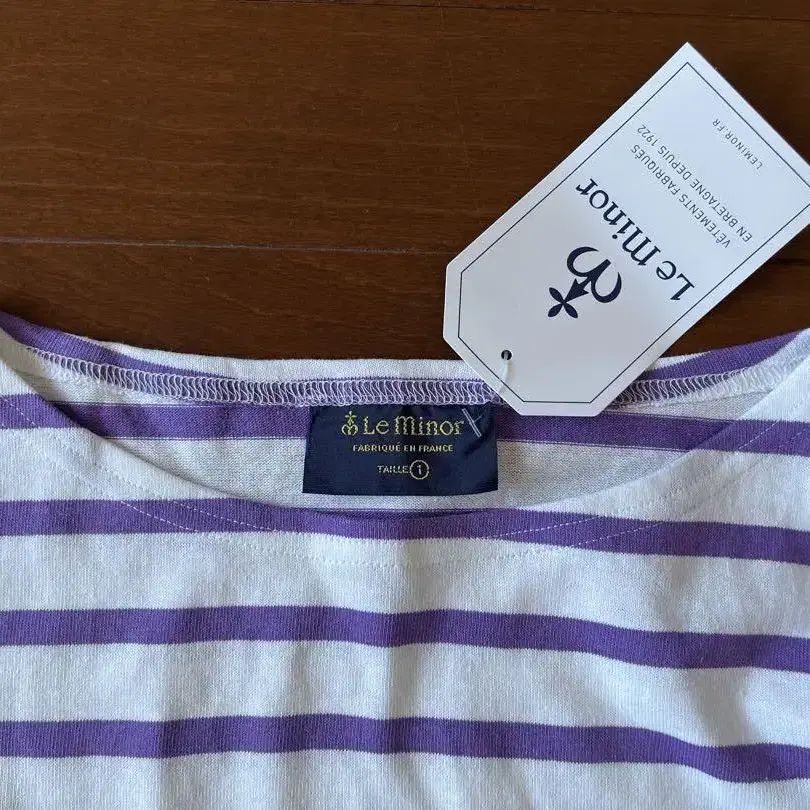 Le Minor
VÊTEMENTS FABRIQUÉS
EN BRETAGNE DEPUIS 1922
LEMINOR.FR
Le Minor
FABRIQUÉ EN FRANCE
TAILLE 1